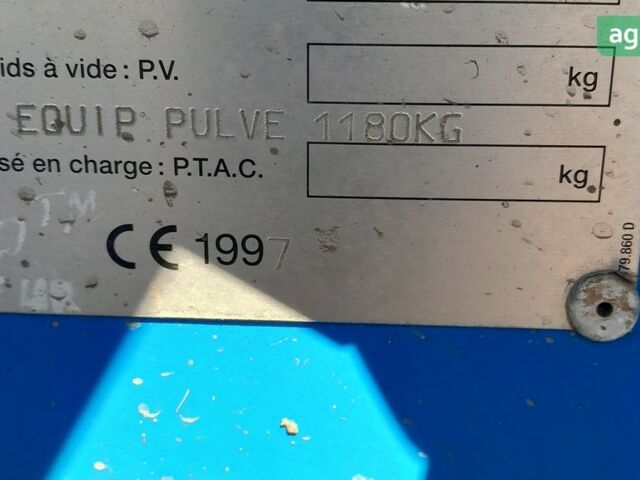 ag
ids à vide : P.V. kg
EQUIP PULVE 1180KG
sé en charge : P.T.A.C. kg
CE 1997
79.860 D